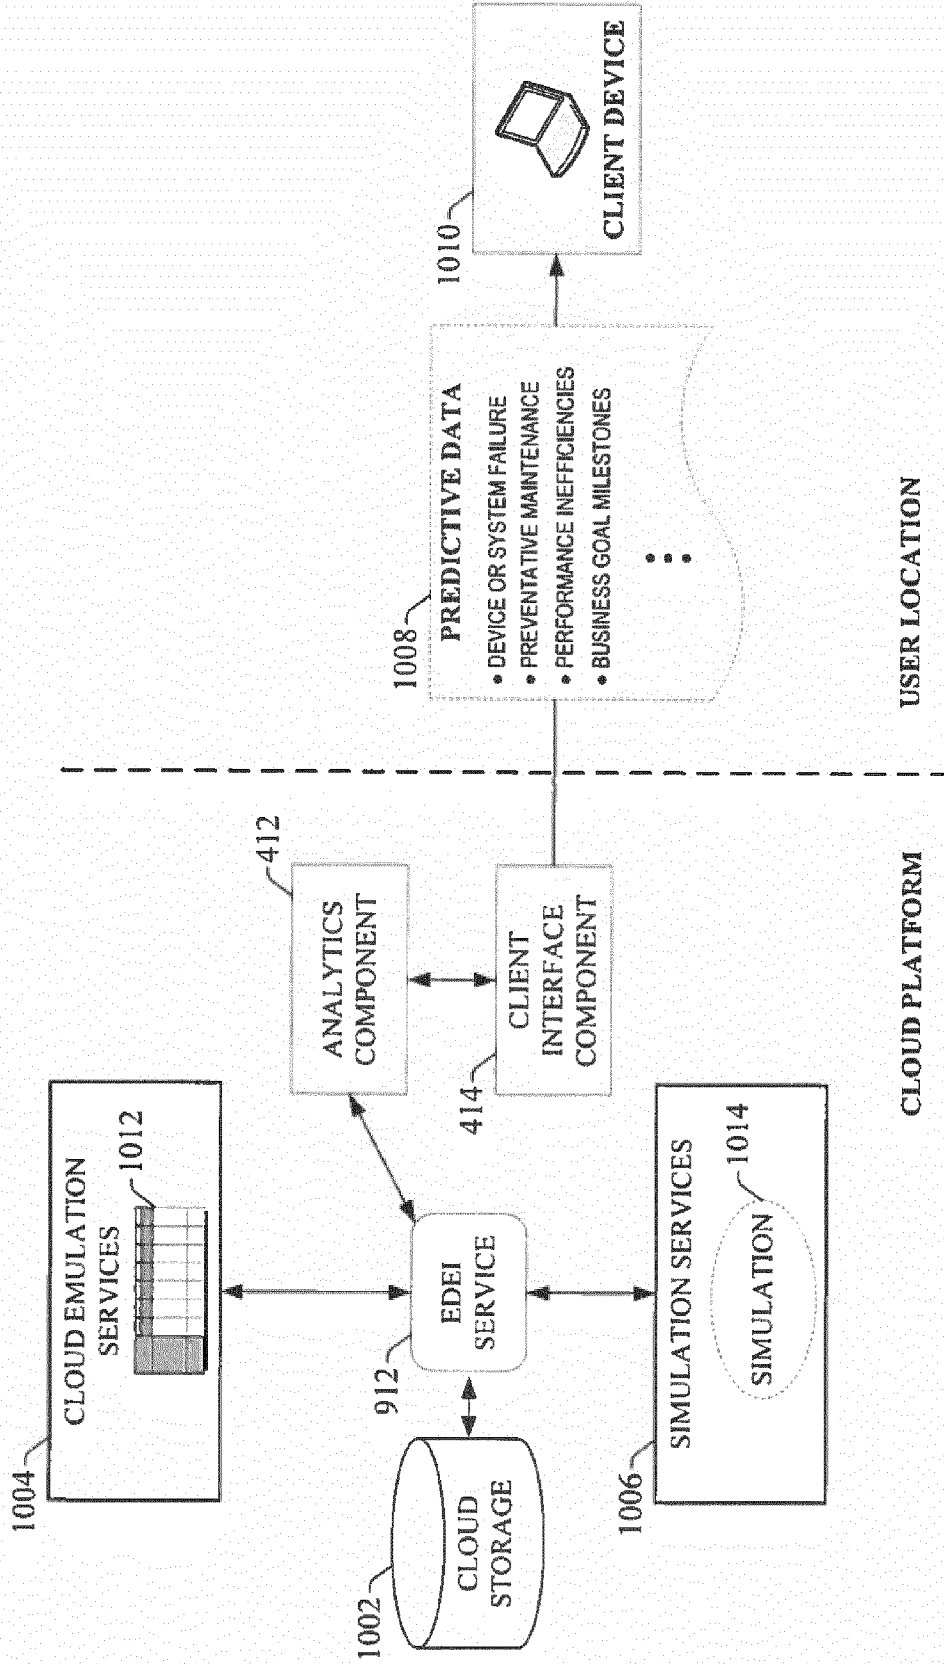 1004
CLOUD EMULATION
SERVICES
1012
412
ANALYTICS
COMPONENT
1002
CLOUD
STORAGE
912
EDEI
SERVICE
414
CLIENT
INTERFACE
COMPONENT
1008
PREDICTIVE DATA
• DEVICE OR SYSTEM FAILURE
• PREVENTATIVE MAINTENANCE
• PERFORMANCE INEFFICIENCIES
• BUSINESS GOAL MILESTONES
1010
CLIENT DEVICE
1006
SIMULATION SERVICES
1014
SIMULATION
CLOUD PLATFORM
USER LOCATION